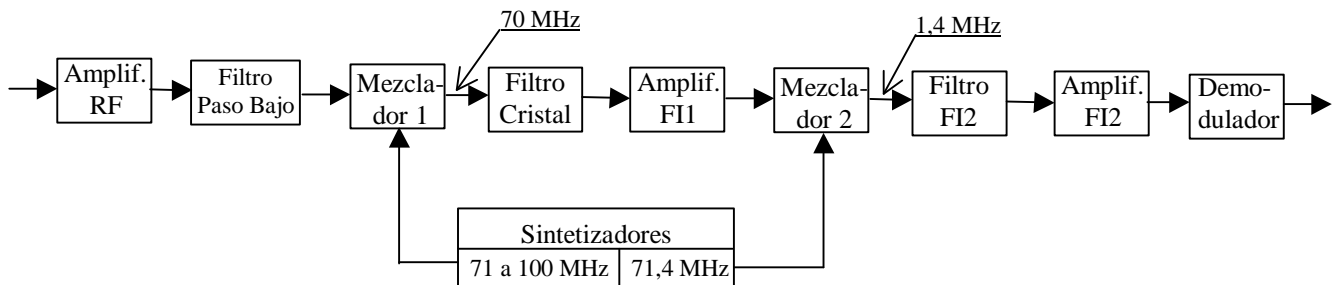 70 MHz
1,4 MHz
Amplif.
RF
Filtro
Paso Bajo
Mezcla-
dor 1
Filtro
Cristal
Amplif.
FI1
Mezcla-
dor 2
Filtro
FI2
Amplif.
FI2
Demo-
dulador
Sintetizadores
71 a 100 MHz
71,4 MHz